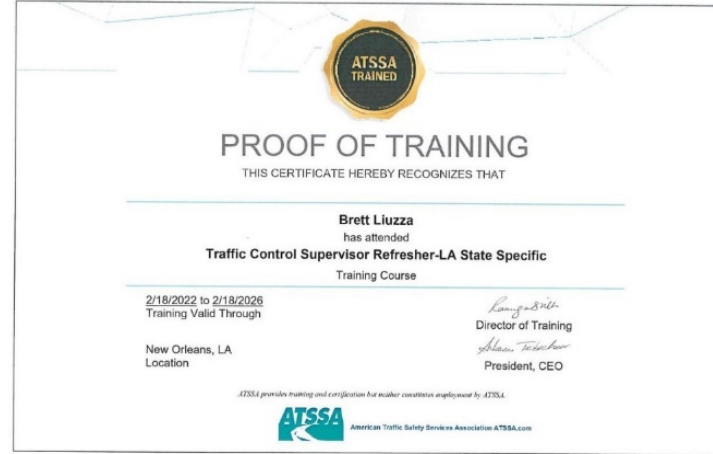 ATSSA
TRAINED
PROOF OF TRAINING
THIS CERTIFICATE HEREBY RECOGNIZES THAT
Brett Liuzza
has attended
Traffic Control Supervisor Refresher-LA State Specific
Training Course
2/18/2022 to 2/18/2026
Training Valid Through
Director of Training
New Orleans, LA
Location
President, CEO
ATSSA provides training and certification but neither constitutes employment by ATSSA.
ATSSA
American Traffic Safety Services Association ATSSA.com